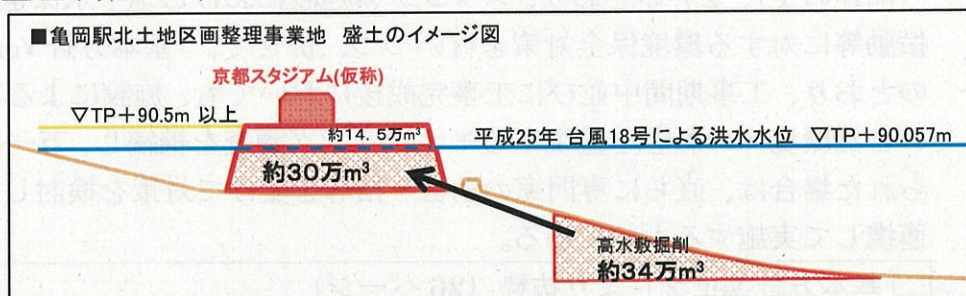 ■亀岡駅北土地区画整理事業地 盛土のイメージ図
京都スタジアム(仮称)
▽TP+90.5m 以上
約14.5万m³
平成25年 台風18号による洪水水位 ▽TP+90.057m
約30万m³
高水敷掘削
約34万m³